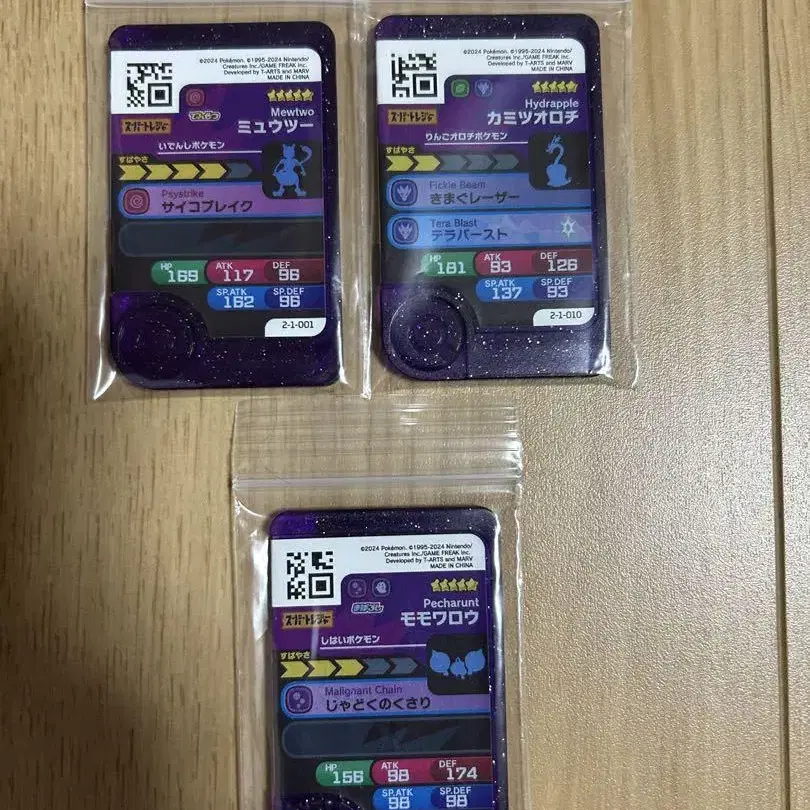 ©2024 Pokémon. ©1995-2024 Nintendo/
Creatures Inc./GAME FREAK inc.
Developed by T-ARTS and MARV
MADE IN CHINA
スーパートレジャー
でんせつ
Mewtwo
ミュウツー
いでんしポケモン
すばやさ
Psystrike
サイコブレイク
HP 169
ATK 117
DEF 96
SP.ATK 162
SP.DEF 96
2-1-001
©2024 Pokémon. ©1995-2024 Nintendo/
Creatures Inc./GAME FREAK inc.
Developed by T-ARTS and MARV
MADE IN CHINA
スーパートレジャー
Hydrapple
カミツオロチ
りんごオロチポケモン
すばやさ
Fickle Beam
きまぐレーザー
Tera Blast
テラバースト
HP 181
ATK 93
DEF 126
SP.ATK 137
SP.DEF 93
2-1-010
©2024 Pokémon. ©1995-2024 Nintendo/
Creatures Inc./GAME FREAK inc.
Developed by T-ARTS and MARV
MADE IN CHINA
スーパートレジャー
まぼろし
Pecharunt
モモワロウ
しはいポケモン
すばやさ
Malignant Chain
じゃどくのくさり
HP 156
ATK 98
DEF 174
SP.ATK 98
SP.DEF 98